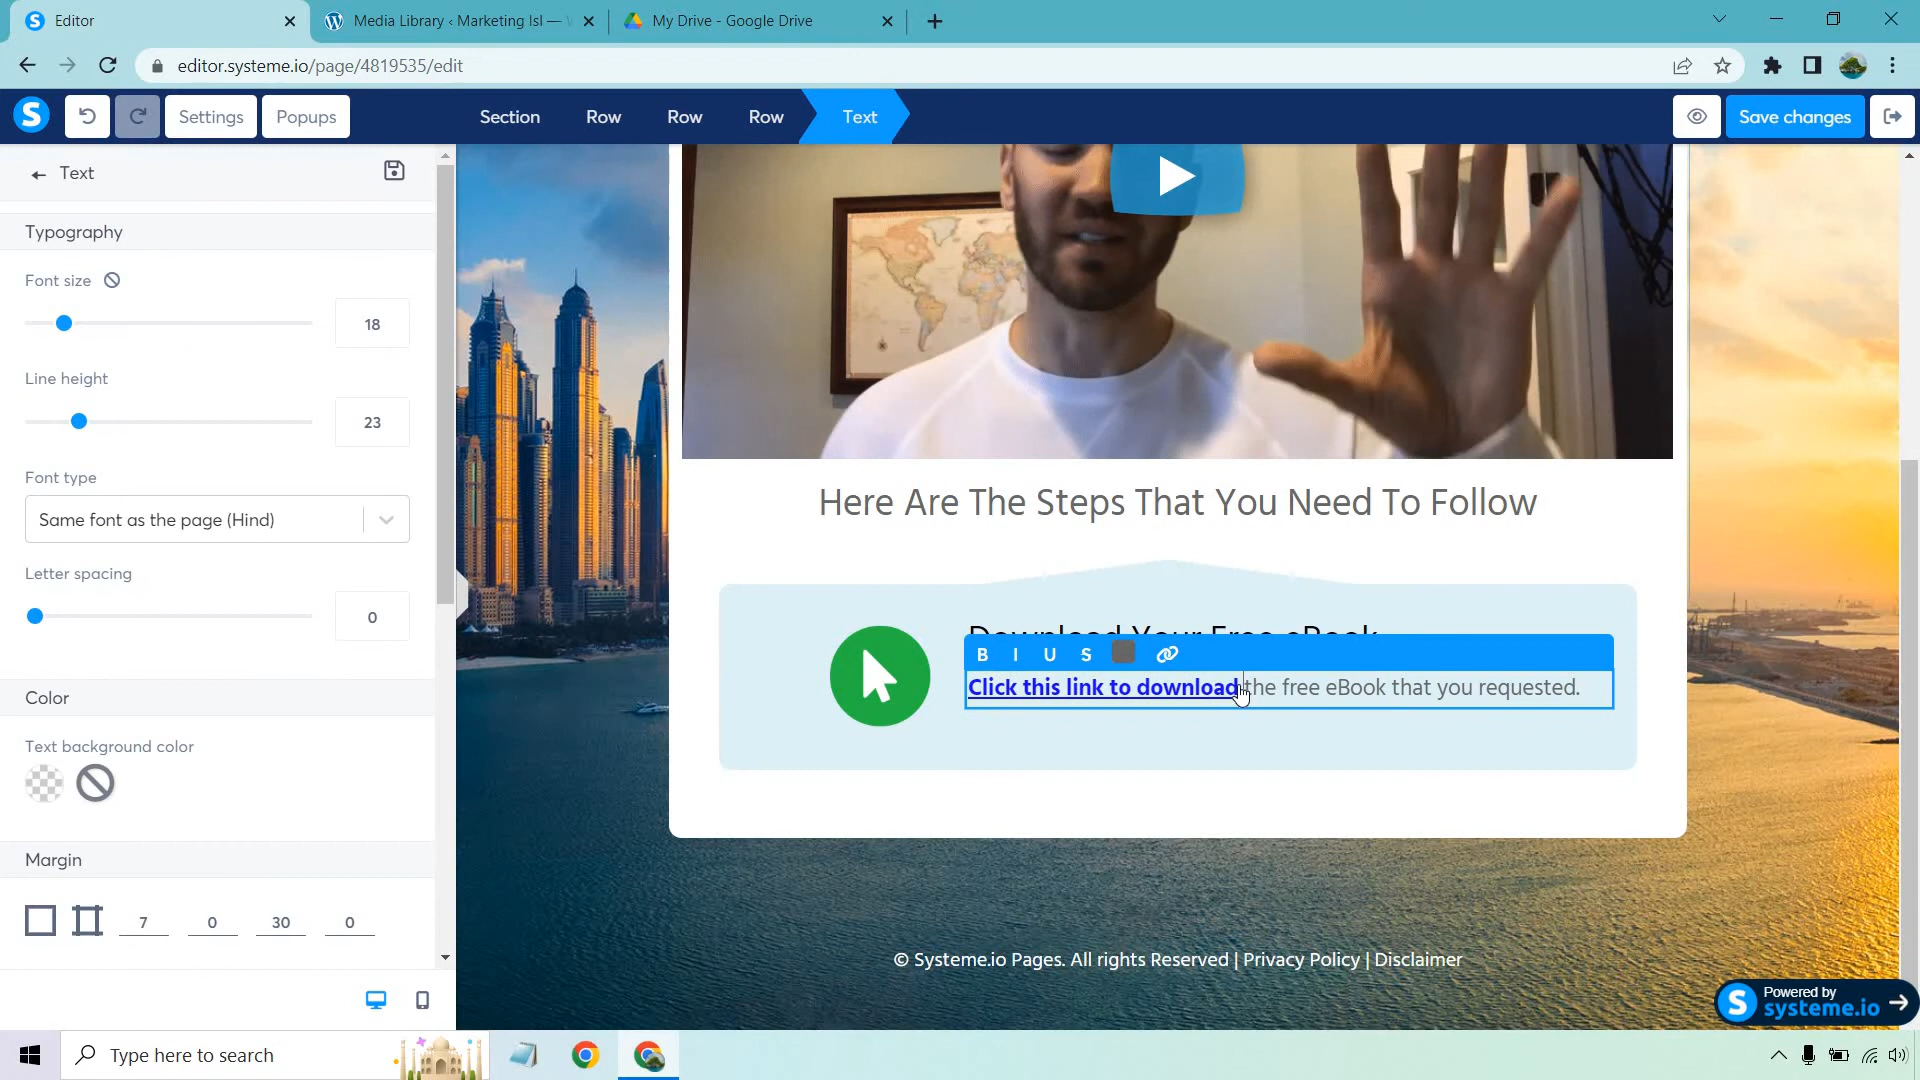 Editor
Media Library ‹ Marketing Isl —
My Drive - Google Drive
editor.systeme.io/page/4819535/edit
S
Settings
Popups
Section
Row
Row
Row
Text
Save changes
Text
Typography
Font size
18
Line height
23
Font type
Same font as the page (Hind)
Letter spacing
0
Color
Text background color
Margin
7
0
30
0
Here Are The Steps That You Need To Follow
Download Your Free eBook
B I U S
Click this link to download the free eBook that you requested.
© Systeme.io Pages. All rights Reserved | Privacy Policy | Disclaimer
S
Powered by
systeme.io
Type here to search